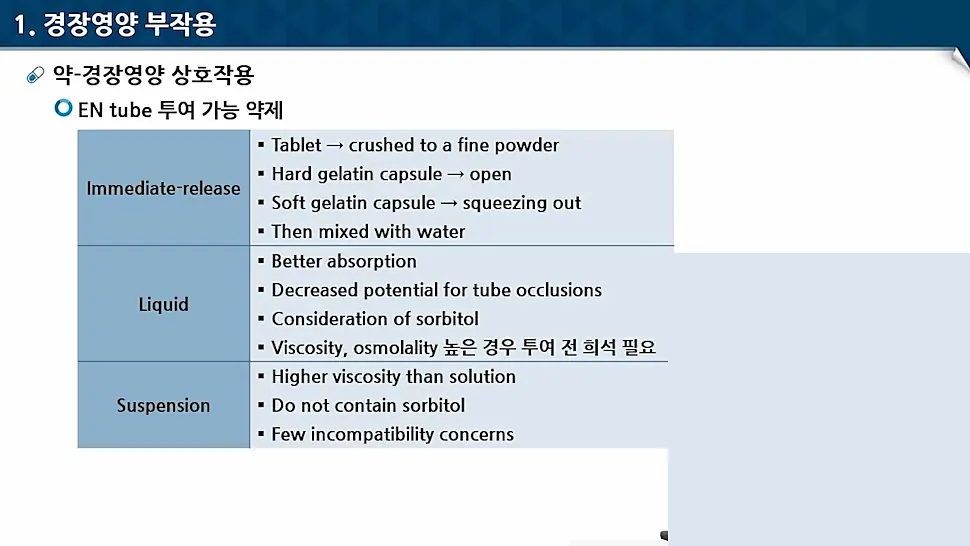 1. 경장영양 부작용
약-경장영양 상호작용
EN tube 투여 가능 약제
Immediate-release
▪ Tablet → crushed to a fine powder
▪ Hard gelatin capsule → open
▪ Soft gelatin capsule → squeezing out
▪ Then mixed with water
Liquid
▪ Better absorption
▪ Decreased potential for tube occlusions
▪ Consideration of sorbitol
▪ Viscosity, osmolality 높은 경우 투여 전 희석 필요
Suspension
▪ Higher viscosity than solution
▪ Do not contain sorbitol
▪ Few incompatibility concerns